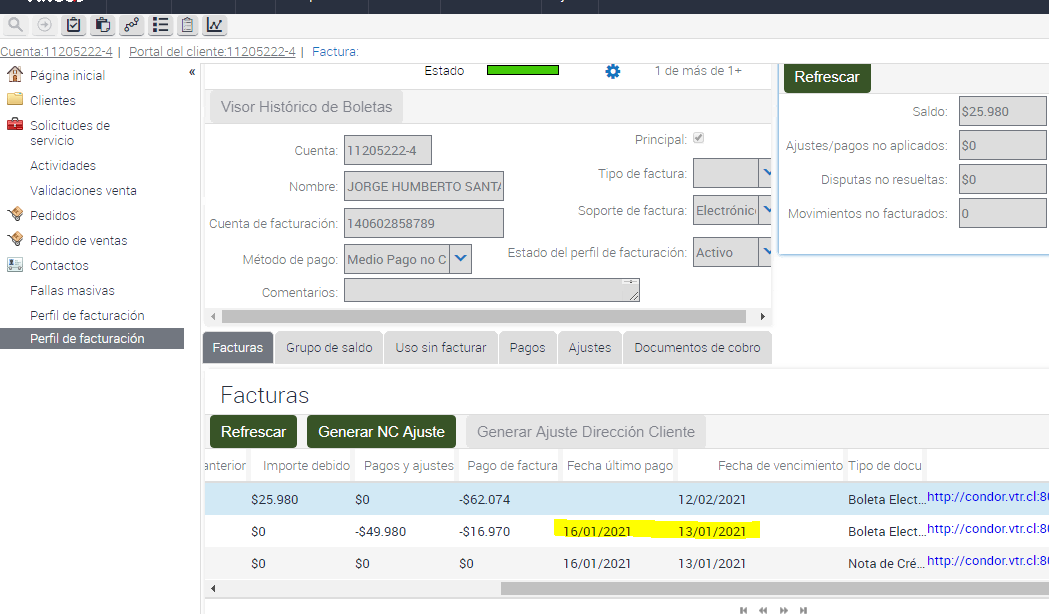 Cuenta:11205222-4 | Portal del cliente:11205222-4 | Factura:
Página inicial
Clientes
Solicitudes de
servicio
Actividades
Validaciones venta
Pedidos
Pedido de ventas
Contactos
Fallas masivas
Perfil de facturación
Perfil de facturación
«
Estado
1 de más de 1+
Visor Histórico de Boletas
Cuenta: 11205222-4
Nombre: JORGE HUMBERTO SANTA
Cuenta de facturación: 140602858789
Método de pago: Medio Pago no C
Comentarios:
Principal:
Tipo de factura:
Soporte de factura: Electrónic
Estado del perfil de facturación: Activo
Refrescar
Saldo: $25.980
Ajustes/pagos no aplicados: $0
Disputas no resueltas: $0
Movimientos no facturados: 0
Facturas Grupo de saldo Uso sin facturar Pagos Ajustes Documentos de cobro
Facturas
Refrescar Generar NC Ajuste Generar Ajuste Dirección Cliente
anterior Importe debido Pagos y ajustes Pago de factura Fecha último pago Fecha de vencimiento Tipo de docu
$25.980 $0 -$62.074 12/02/2021 Boleta Elect... http://condor.vtr.cl:80
$0 -$49.980 -$16.970 16/01/2021 13/01/2021 Boleta Elect... http://condor.vtr.cl:80
$0 $0 $0 16/01/2021 13/01/2021 Nota de Cré... http://condor.vtr.cl:80